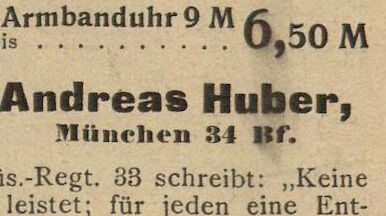 Armbanduhr 9 M
is . . . . . . . . . . 6,50 M
Andreas Huber,
München 34 Bf.
üs.-Regt. 33 schreibt: „Keine
leistet; für jeden eine Ent-